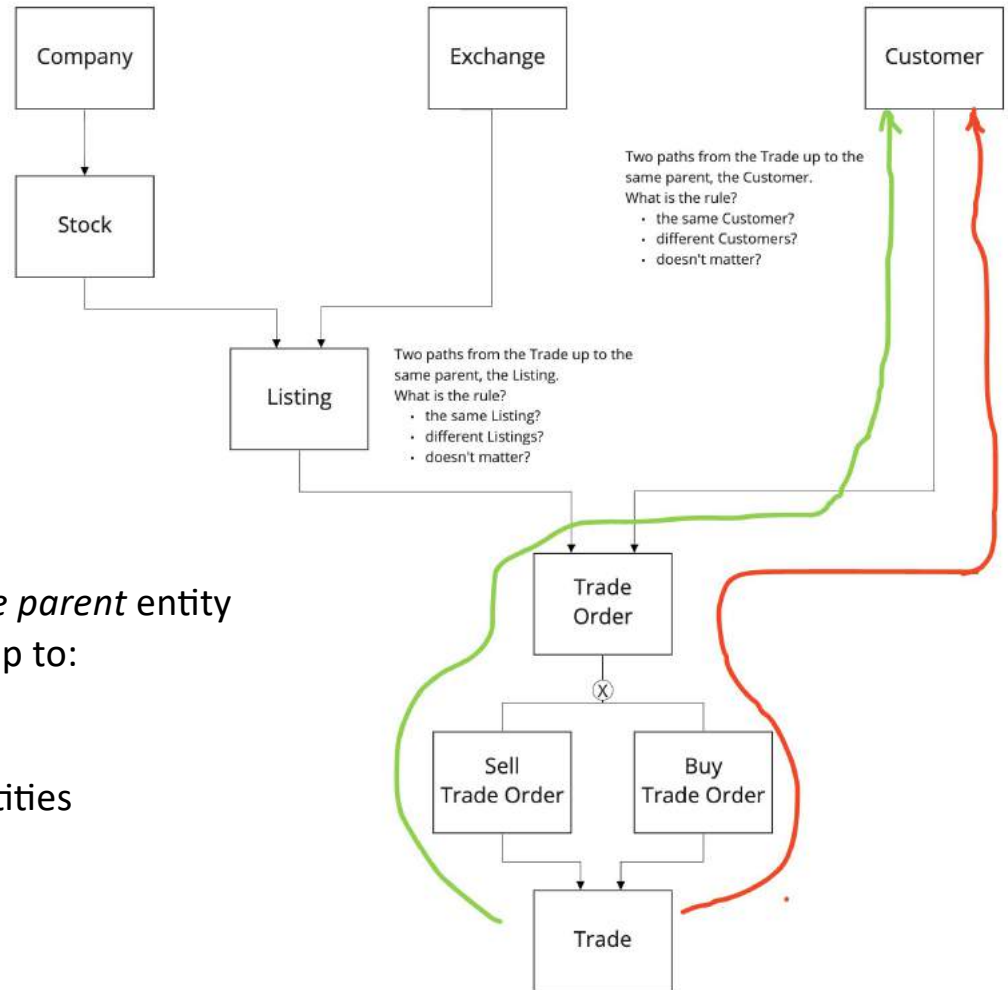 Company
Exchange
Customer
Two paths from the Trade up to the
same parent, the Customer.
What is the rule?
• the same Customer?
• different Customers?
• doesn't matter?
Stock
Listing
Two paths from the Trade up to the
same parent, the Listing.
What is the rule?
• the same Listing?
• different Listings?
• doesn't matter?
Trade
Order
parent entity
p to:
X
Sell
Trade Order
Buy
Trade Order
Trade